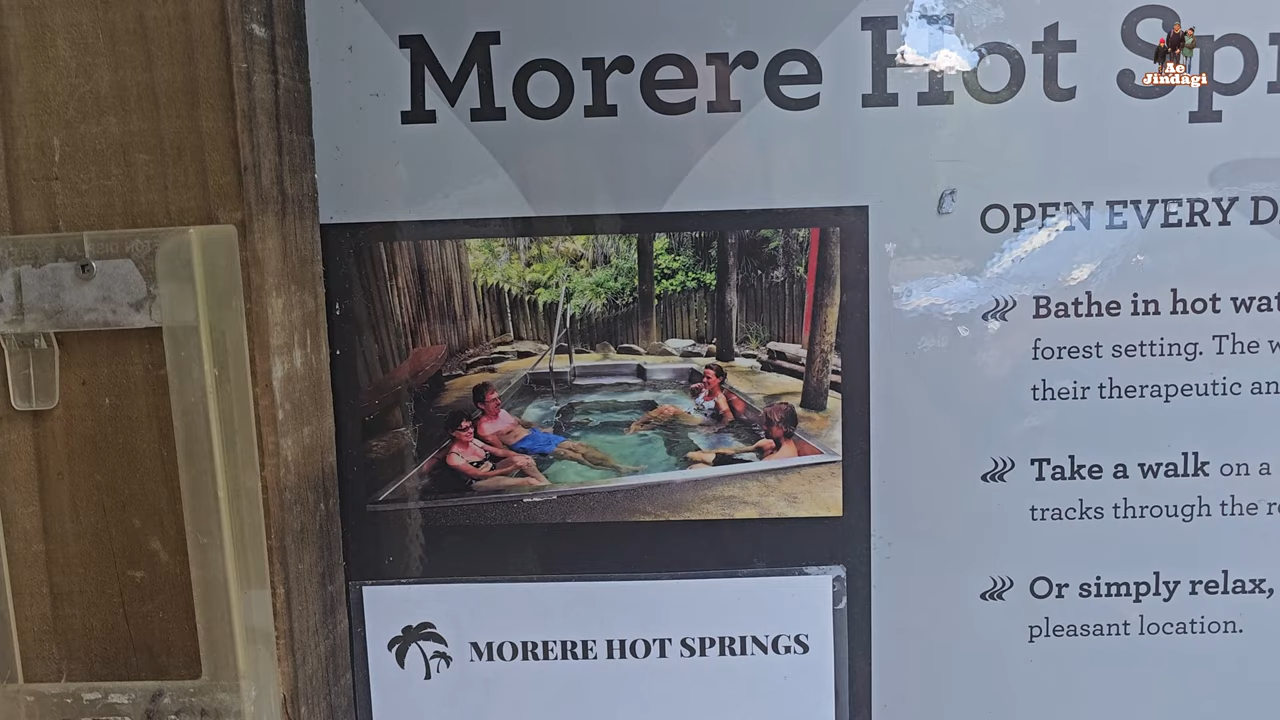 Morere Hot Spr
Ae
Jindagi
OPEN EVERY D
Bathe in hot wat
forest setting. The w
their therapeutic an
Take a walk on a
tracks through the re
Or simply relax,
pleasant location.
MORERE HOT SPRINGS